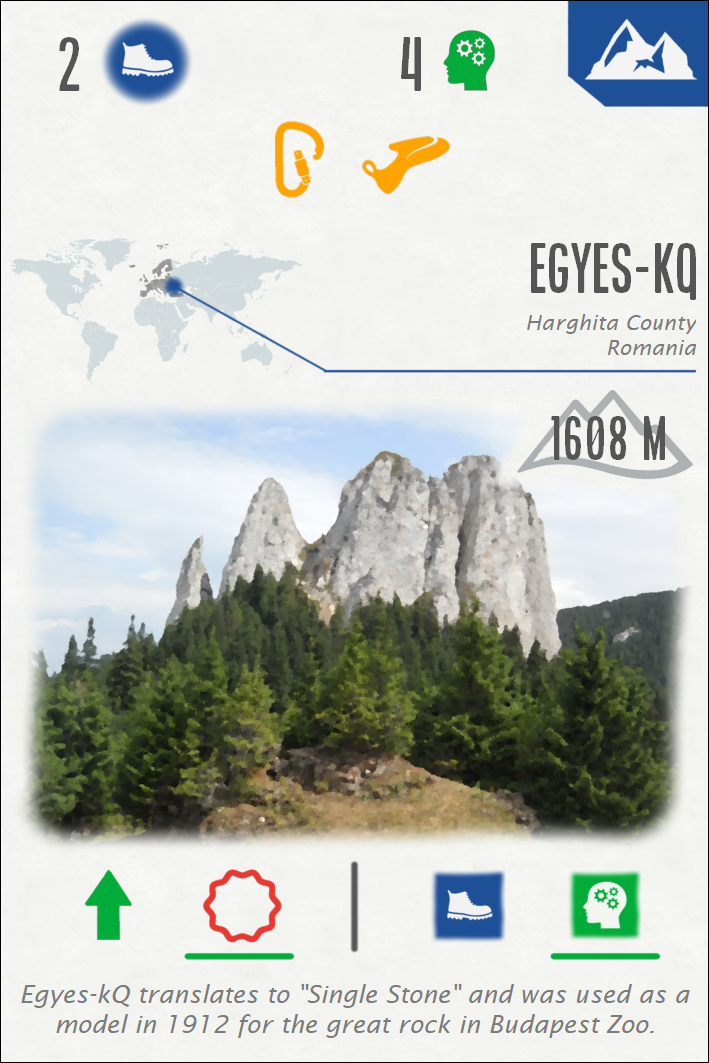 2
4
EGYES-KQ
Harghita County
Romania
1608 M
Egyes-kQ translates to "Single Stone" and was used as a
model in 1912 for the great rock in Budapest Zoo.